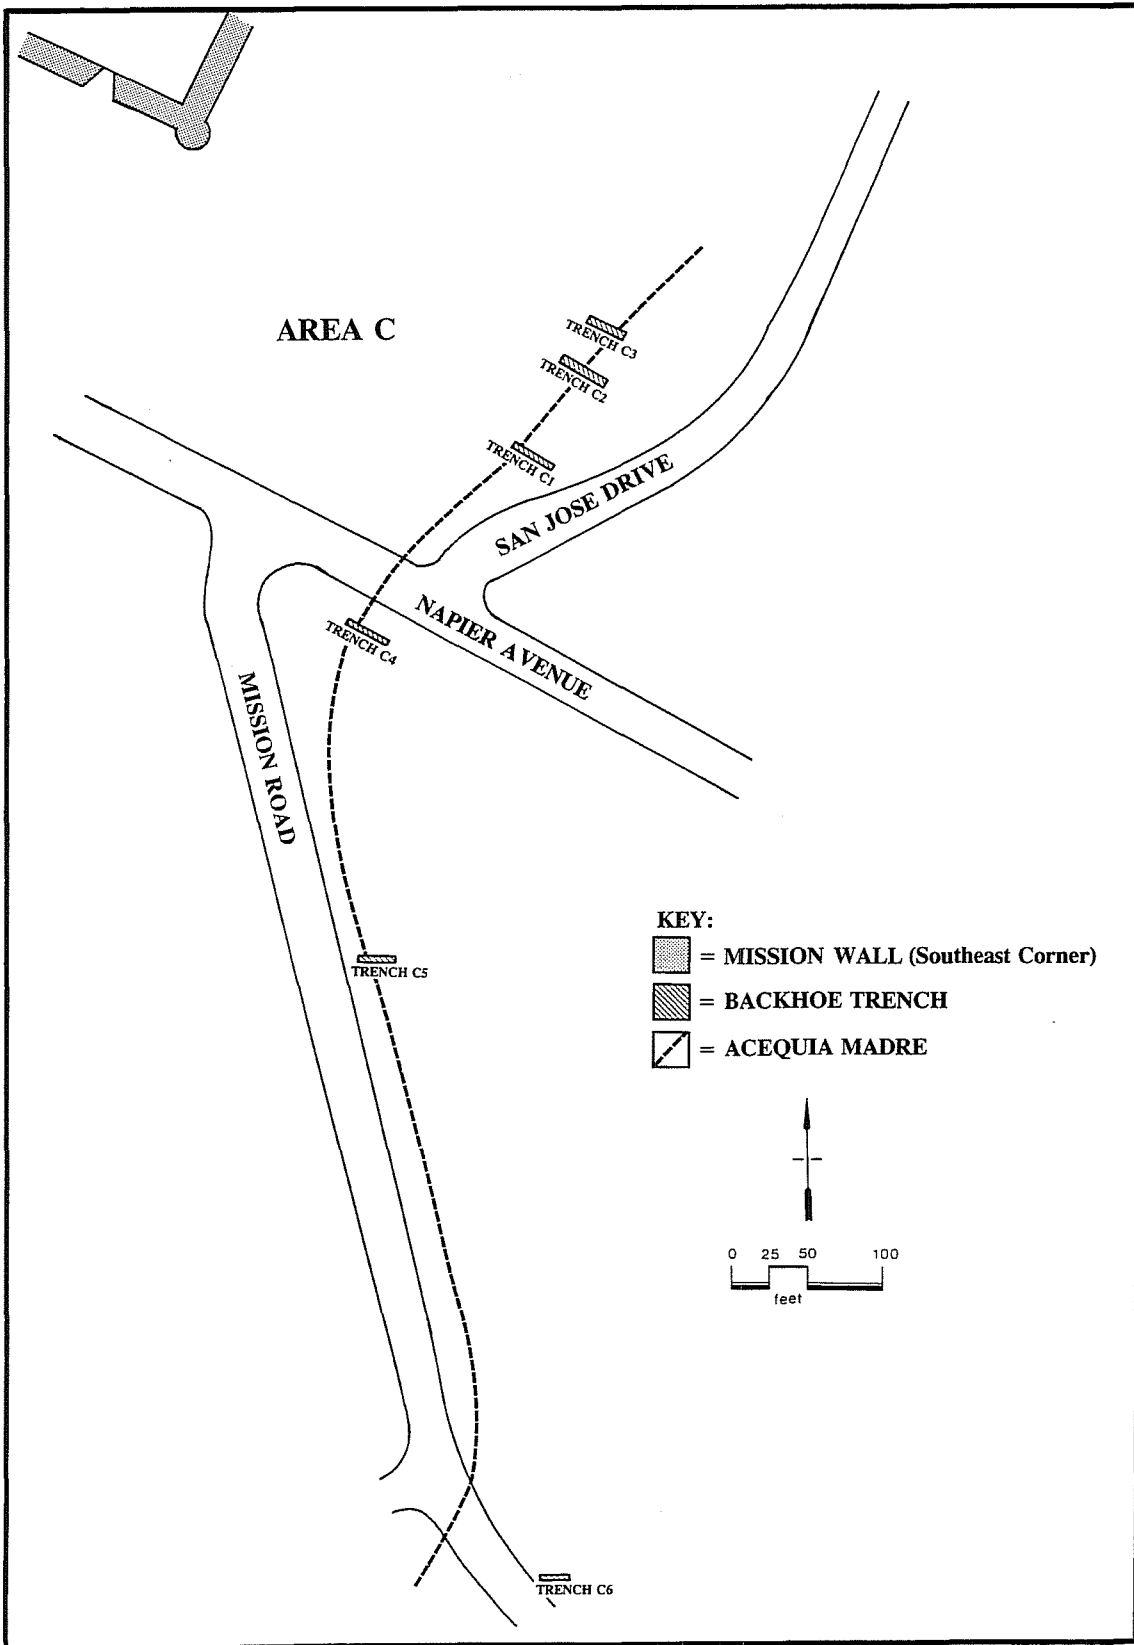 AREA C
TRENCH C3
TRENCH C2
TRENCH C1
SAN JOSE DRIVE
NAPIER AVENUE
TRENCH C4
MISSION ROAD
KEY:
= MISSION WALL (Southeast Corner)
= BACKHOE TRENCH
= ACEQUIA MADRE
TRENCH C5
0 25 50 100
feet
TRENCH C6